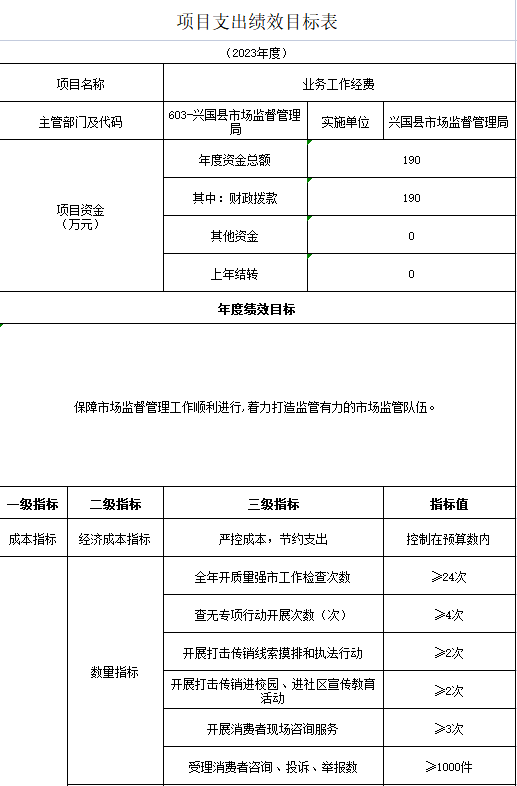 项目支出绩效目标表
（2023年度）
项目名称 业务工作经费
主管部门及代码 603-兴国县市场监督管理局 实施单位 兴国县市场监督管理局
项目资金（万元）
年度资金总额 190
其中：财政拨款 190
其他资金 0
上年结转 0
年度绩效目标
保障市场监督管理工作顺利进行,着力打造监管有力的市场监管队伍。
一级指标 二级指标 三级指标 指标值
成本指标 经济成本指标 严控成本，节约支出 控制在预算数内
数量指标
全年开质量强市工作检查次数 ≥24次
查无专项行动开展次数（次） ≥4次
开展打击传销线索摸排和执法行动 ≥2次
开展打击传销进校园、进社区宣传教育活动 ≥2次
开展消费者现场咨询服务 ≥3次
受理消费者咨询、投诉、举报数 ≥1000件